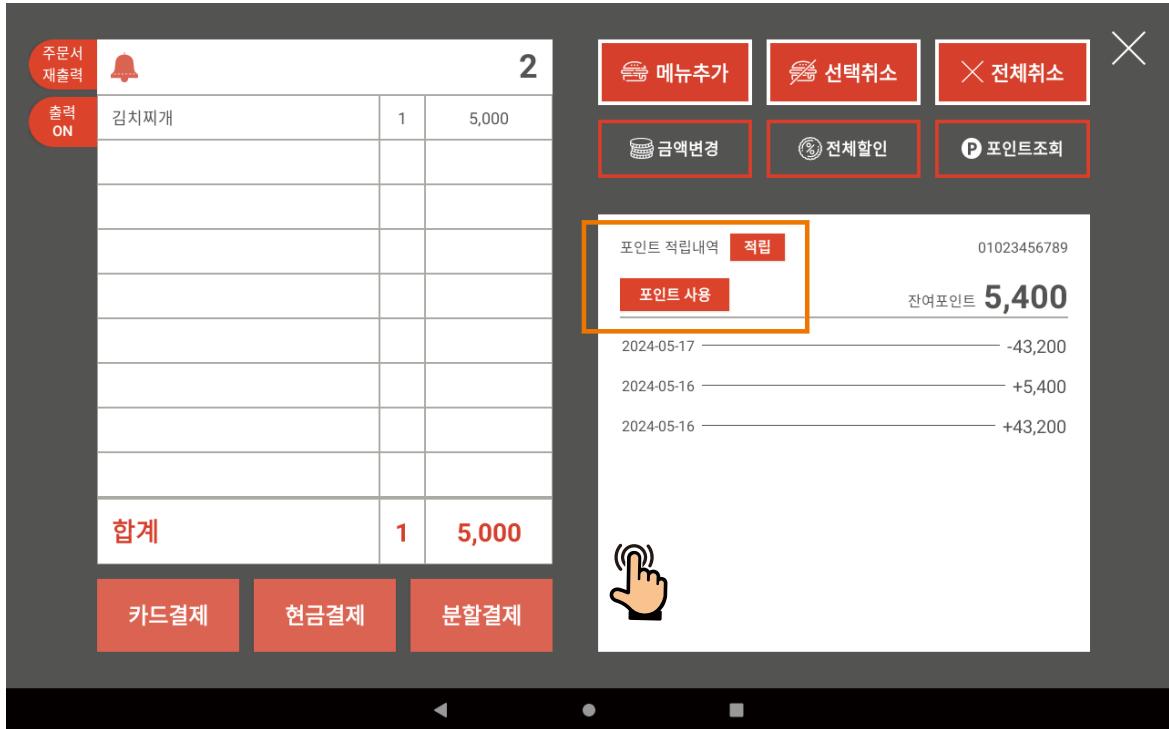 주문서
재출력
2
출력
ON
김치찌개 1 5,000
합계 1 5,000
카드결제 현금결제 분할결제
메뉴추가 선택취소 전체취소
금액변경 전체할인 P 포인트조회
포인트 적립내역 적립 01023456789
포인트 사용 잔여포인트 5,400
2024-05-17 -43,200
2024-05-16 +5,400
2024-05-16 +43,200